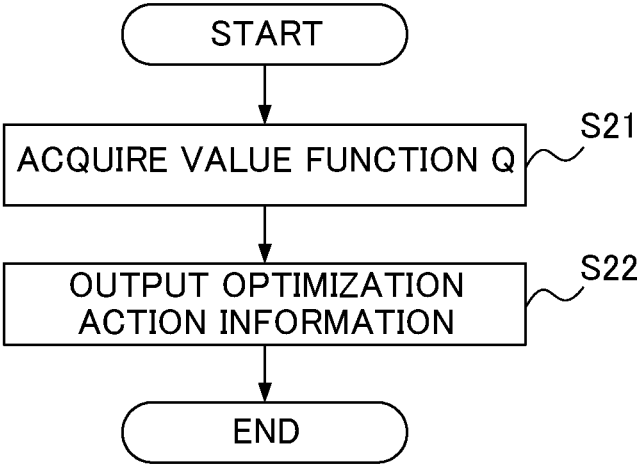 START
ACQUIRE VALUE FUNCTION Q
S21
OUTPUT OPTIMIZATION
ACTION INFORMATION
S22
END